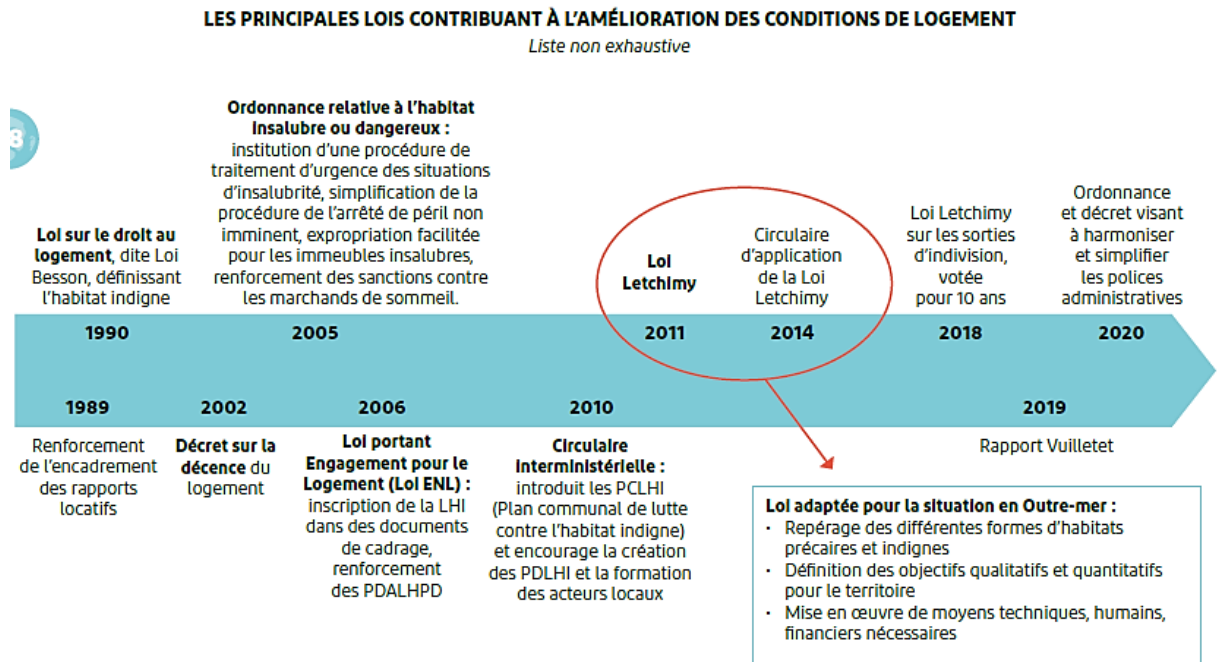 LES PRINCIPALES LOIS CONTRIBUANT À L'AMÉLIORATION DES CONDITIONS DE LOGEMENT
Liste non exhaustive
8
Ordonnance relative à l'habitat
Insalubre ou dangereux :
institution d'une procédure de
traitement d'urgence des situations
d'insalubrité, simplification de la
procédure de l'arrêté de péril non
imminent, expropriation facilitée
pour les immeubles insalubres,
renforcement des sanctions contre
les marchands de sommeil.
Loi sur le droit au
logement, dite Loi
Besson, définissant
l'habitat indigne
Loi
Letchimy
Circulaire
d'application
de la Loi
Letchimy
Loi Letchimy
sur les sorties
d'indivision,
votée
pour 10 ans
Ordonnance
et décret visant
à harmoniser
et simplifier
les polices
administratives
1990 2005 2011 2014 2018 2020
1989 2002 2006 2010 2019
Renforcement
de l'encadrement
des rapports
locatifs
Décret sur la
décence du
logement
Loi portant
Engagement pour le
Logement (Loi ENL) :
inscription de la LHI
dans des documents
de cadrage,
renforcement
des PDALHPD
Circulaire
Interministérielle :
introduit les PCLHI
(Plan communal de lutte
contre l'habitat indigne)
et encourage la création
des PDLHI et la formation
des acteurs locaux
Rapport Vuilletet
Loi adaptée pour la situation en Outre-mer :
· Repérage des différentes formes d'habitats
précaires et indignes
· Définition des objectifs qualitatifs et quantitatifs
pour le territoire
· Mise en œuvre de moyens techniques, humains,
financiers nécessaires